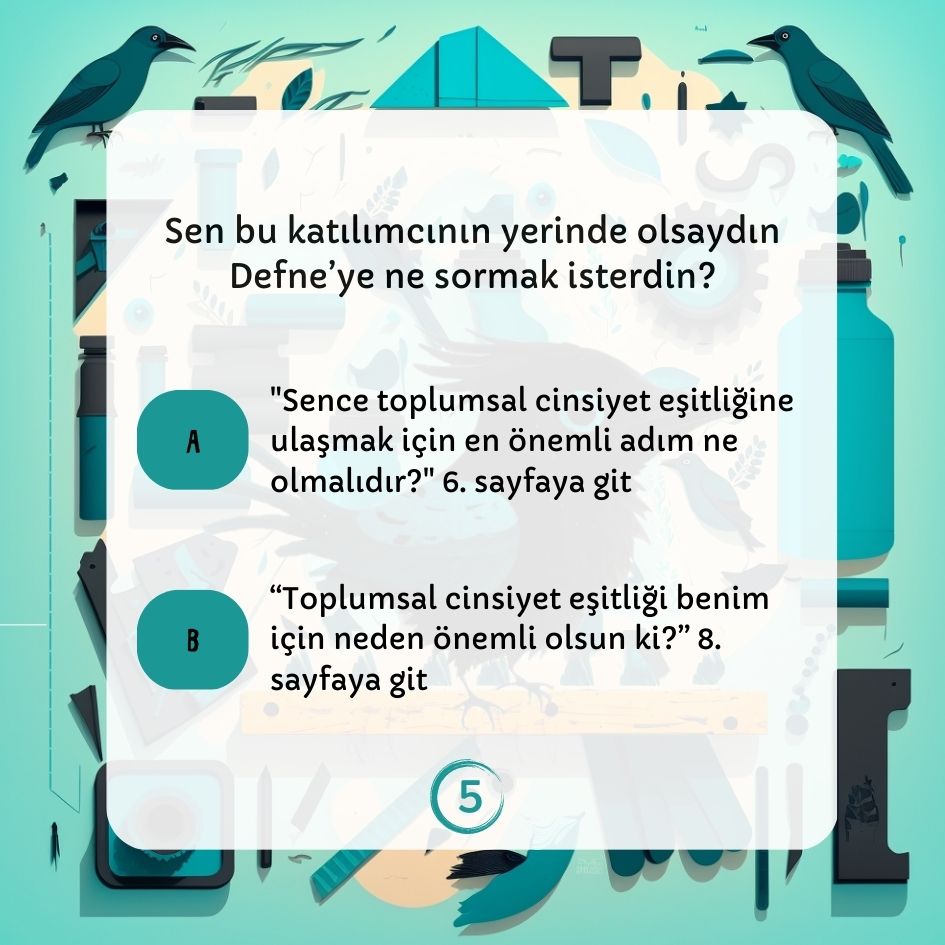 Sen bu katılımcının yerinde olsaydın
Defne’ye ne sormak isterdin?
A
"Sence toplumsal cinsiyet eşitliğine
ulaşmak için en önemli adım ne
olmalıdır?" 6. sayfaya git
B
“Toplumsal cinsiyet eşitliği benim
için neden önemli olsun ki?” 8.
sayfaya git
5